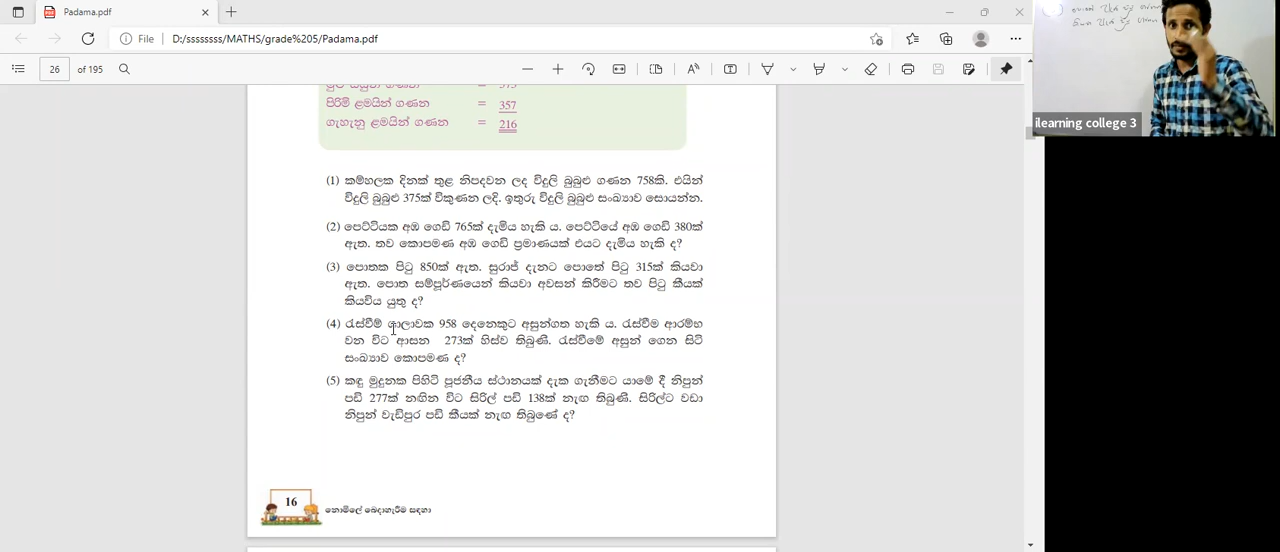 Padama.pdf
File D:/ssssssss/MATHS/grade%205/Padama.pdf
26 of 195
පිරිමි ළමයින් ගණන = 357
ගැහැනු ළමයින් ගණන = 216
(1) කම්හලක දිනක් තුළ නිපදවන ලද විදුලි බුබුළු ගණන 758කි. එයින්
විදුලි බුබුළු 375ක් විකුණන ලදි. ඉතුරු විදුලි බුබුළු සංඛ්‍යාව සොයන්න.
(2) පෙට්ටියක අඹ ගෙඩි 765ක් දැමිය හැකි ය. පෙට්ටියේ අඹ ගෙඩි 380ක්
ඇත. තව කොපමණ අඹ ගෙඩි ප්‍රමාණයක් එයට දැමිය හැකි ද?
(3) පොතක පිටු 850ක් ඇත. සුරාජ් දැනට පොතේ පිටු 315ක් කියවා
ඇත. පොත සම්පූර්ණයෙන් කියවා අවසන් කිරීමට තව පිටු කීයක්
කියවිය යුතු ද?
(4) රැස්වීම් ශාලාවක 958 දෙනෙකුට අසුන්ගත හැකි ය. රැස්වීම ආරම්භ
වන විට ආසන 273ක් හිස්ව තිබුණි. රැස්වීමේ අසුන් ගෙන සිටි
සංඛ්‍යාව කොපමණ ද?
(5) කඳු මුදුනක පිහිටි පූජනීය ස්ථානයක් දැක ගැනීමට යාමේ දී නිපුන්
පඩි 277ක් නඟින විට සිරිල් පඩි 138ක් නැඟ තිබුණි. සිරිල්ට වඩා
නිපුන් වැඩිපුර පඩි කීයක් නැඟ තිබුණේ ද?
16
නොමිලේ බෙදාහැරීම සඳහා
ilearning college 3